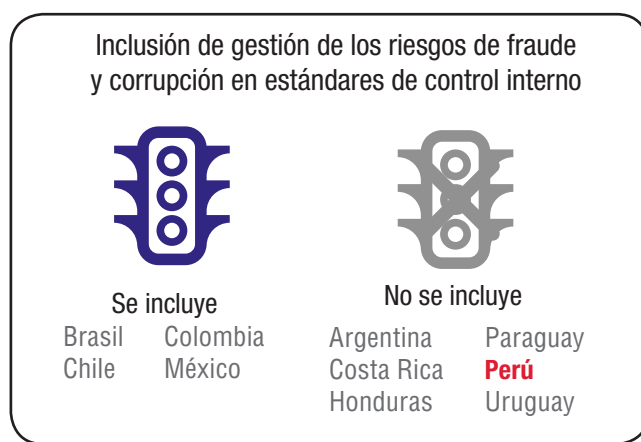 Inclusión de gestión de los riesgos de fraude
y corrupción en estándares de control interno
Se incluye
Brasil Colombia
Chile México
No se incluye
Argentina Paraguay
Costa Rica Perú
Honduras Uruguay